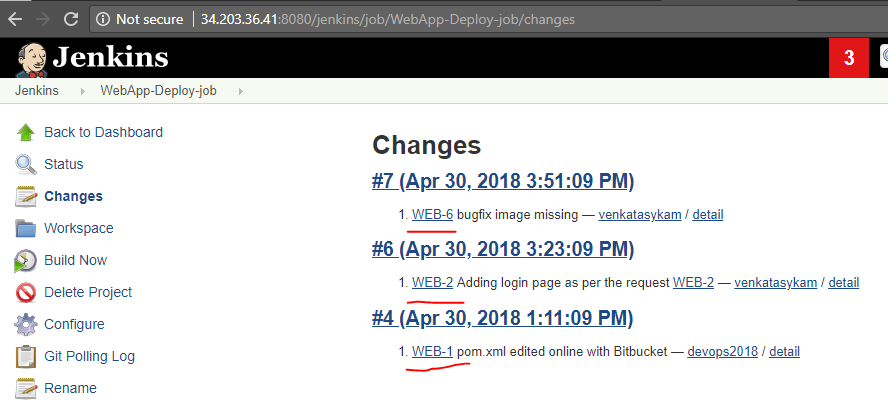 Not secure | 34.203.36.41:8080/jenkins/job/WebApp-Deploy-job/changes
Jenkins
3
Jenkins WebApp-Deploy-job
Back to Dashboard
Status
Changes
Workspace
Build Now
Delete Project
Configure
Git Polling Log
Rename
Changes
#7 (Apr 30, 2018 3:51:09 PM)
1. WEB-6 bugfix image missing — venkatasykam / detail
#6 (Apr 30, 2018 3:23:09 PM)
1. WEB-2 Adding login page as per the request WEB-2 — venkatasykam / detail
#4 (Apr 30, 2018 1:11:09 PM)
1. WEB-1 pom.xml edited online with Bitbucket — devops2018 / detail